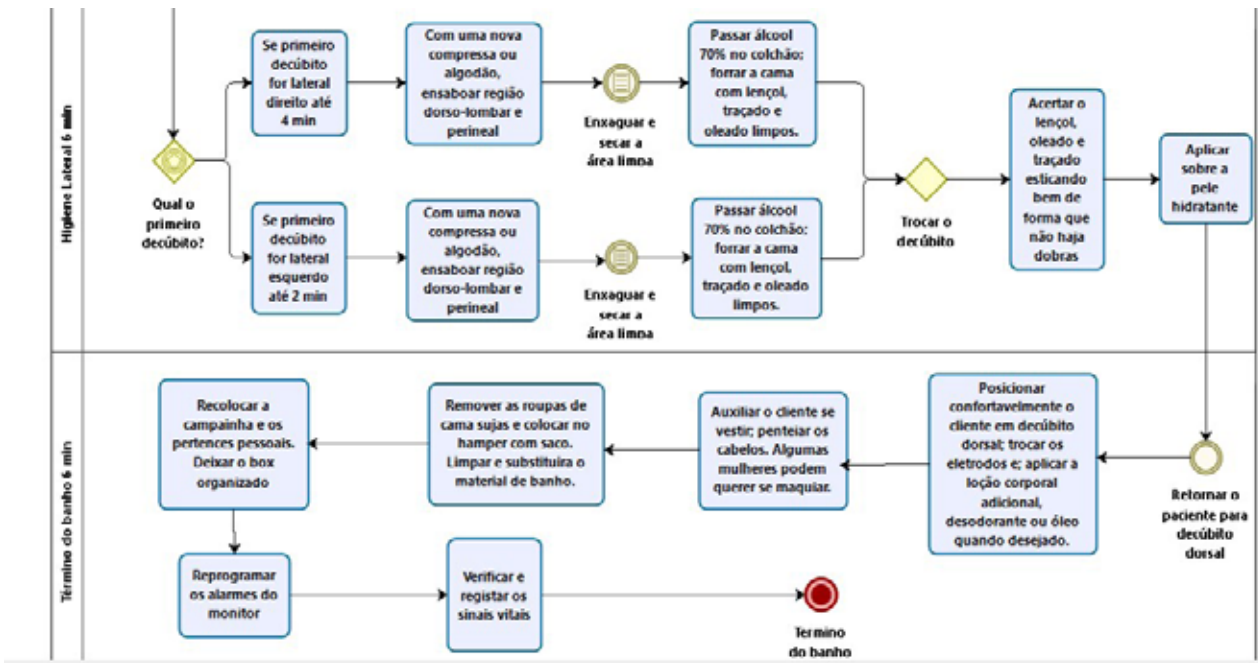 Higiene Lateral 6 min
Qual o
primeiro
decúbito?
Se primeiro
decúbito
for lateral
direito até
4 min
Com uma nova
compressa ou
algodão,
ensaboar região
dorso-lombar e
perineal
Enxaguar e
secar a
área limpa
Passar álcool
70% no colchão;
forrar a cama
com lençol,
traçado e
oleado limpos.
Se primeiro
decúbito
for lateral
esquerdo
até 2 min
Com uma nova
compressa ou
algodão,
ensaboar região
dorso-lombar e
perineal
Enxaguar e
secar a
área limpa
Passar álcool
70% no colchão;
forrar a cama
com lençol,
traçado e oleado
limpos.
Trocar o
decúbito
Acertar o
lençol,
oleado e
traçado
esticando
bem de
forma que
não haja
dobras
Aplicar
sobre a
pele
hidratante
Término do banho 6 min
Retornar o
paciente para
decúbito
dorsal
Posicionar
confortavelmente o
cliente em decúbito
dorsal; trocar os
eletrodos e; aplicar a
loção corporal
adicional,
desodorante ou óleo
quando desejado.
Auxiliar o cliente se
vestir; pentear os
cabelos. Algumas
mulheres podem
querer se maquiar.
Remover as roupas de
cama sujas e colocar no
hamper com saco.
Limpar e substituíra o
material de banho.
Recolocar a
campainha e os
pertences pessoais.
Deixar o box
organizado
Reprogramar
os alarmes do
monitor
Verificar e
registar os
sinais vitais
Termino
do banho